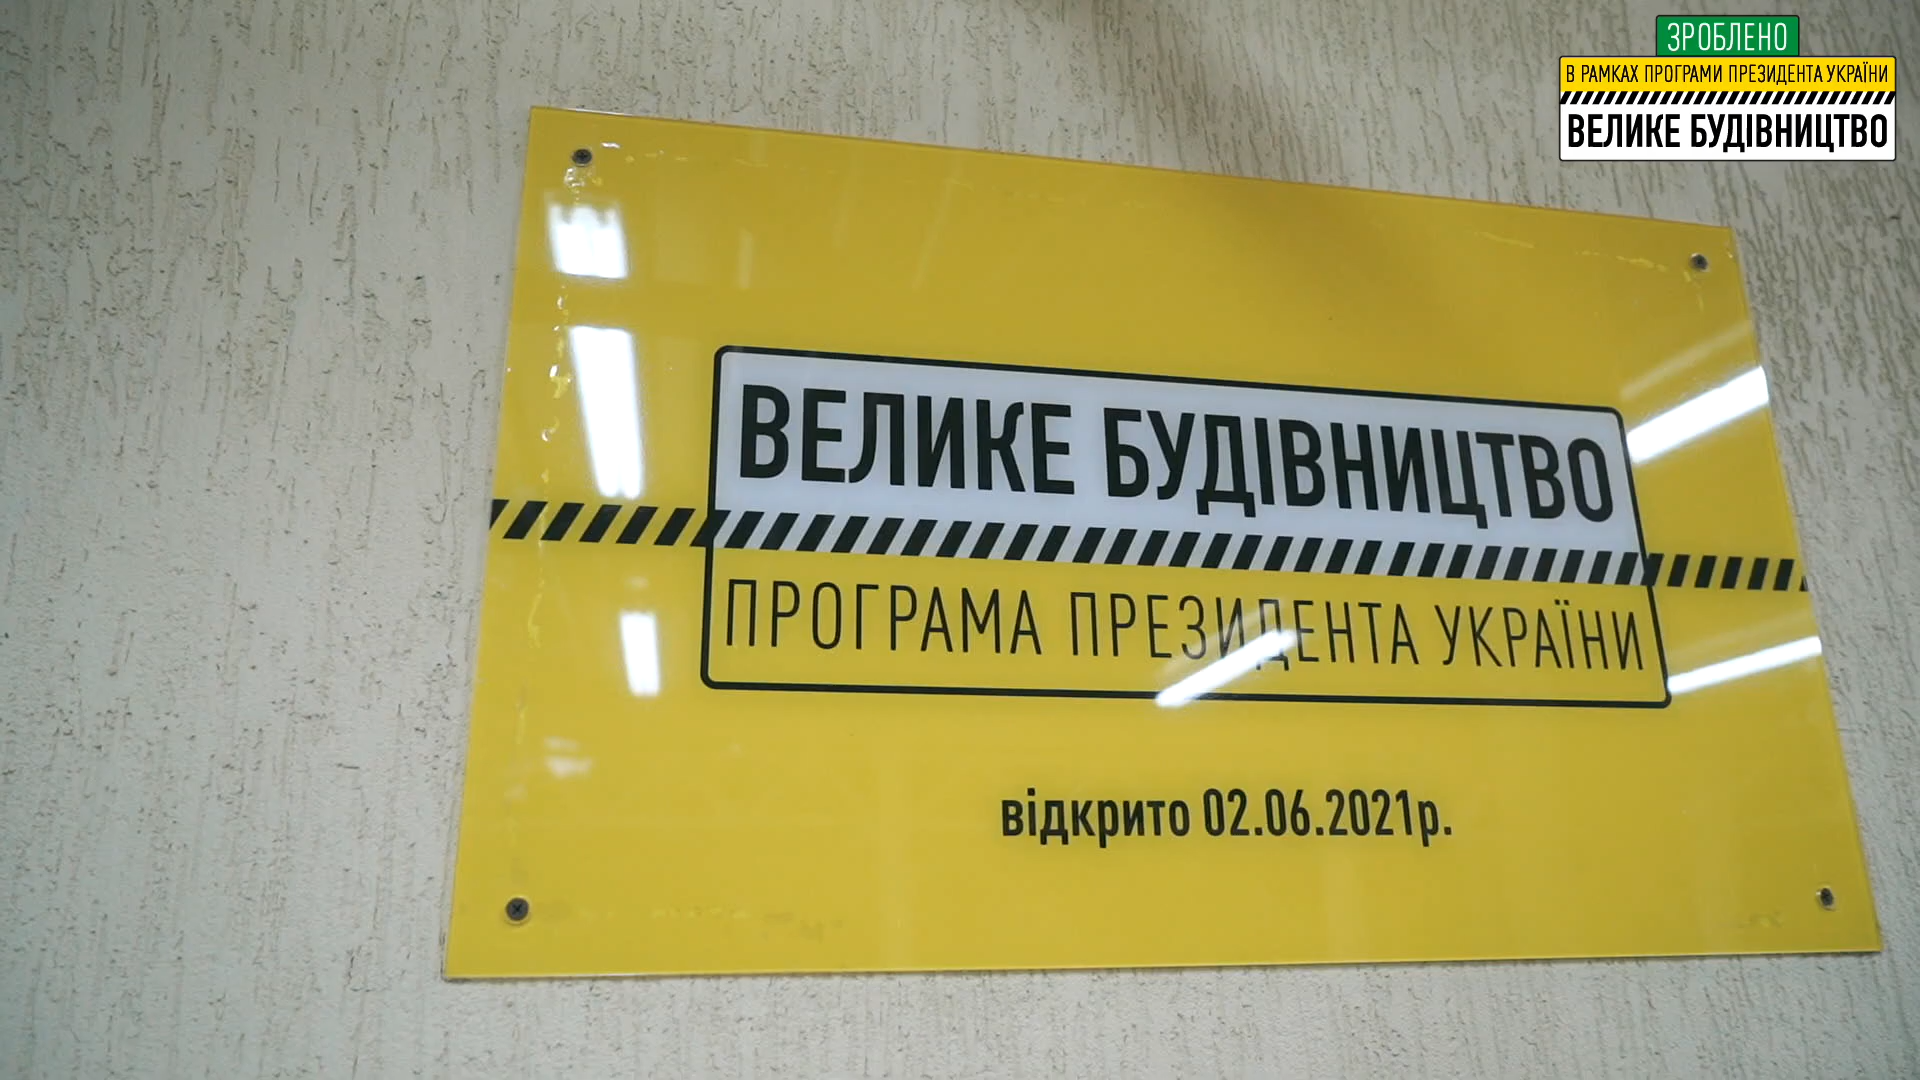 ЗРОБЛЕНО
В РАМКАХ ПРОГРАМИ ПРЕЗИДЕНТА УКРАЇНИ
ВЕЛИКЕ БУДІВНИЦТВО
ВЕЛИКЕ БУДІВНИЦТВО
ПРОГРАМА ПРЕЗИДЕНТА УКРАЇНИ
відкрито 02.06.2021р.